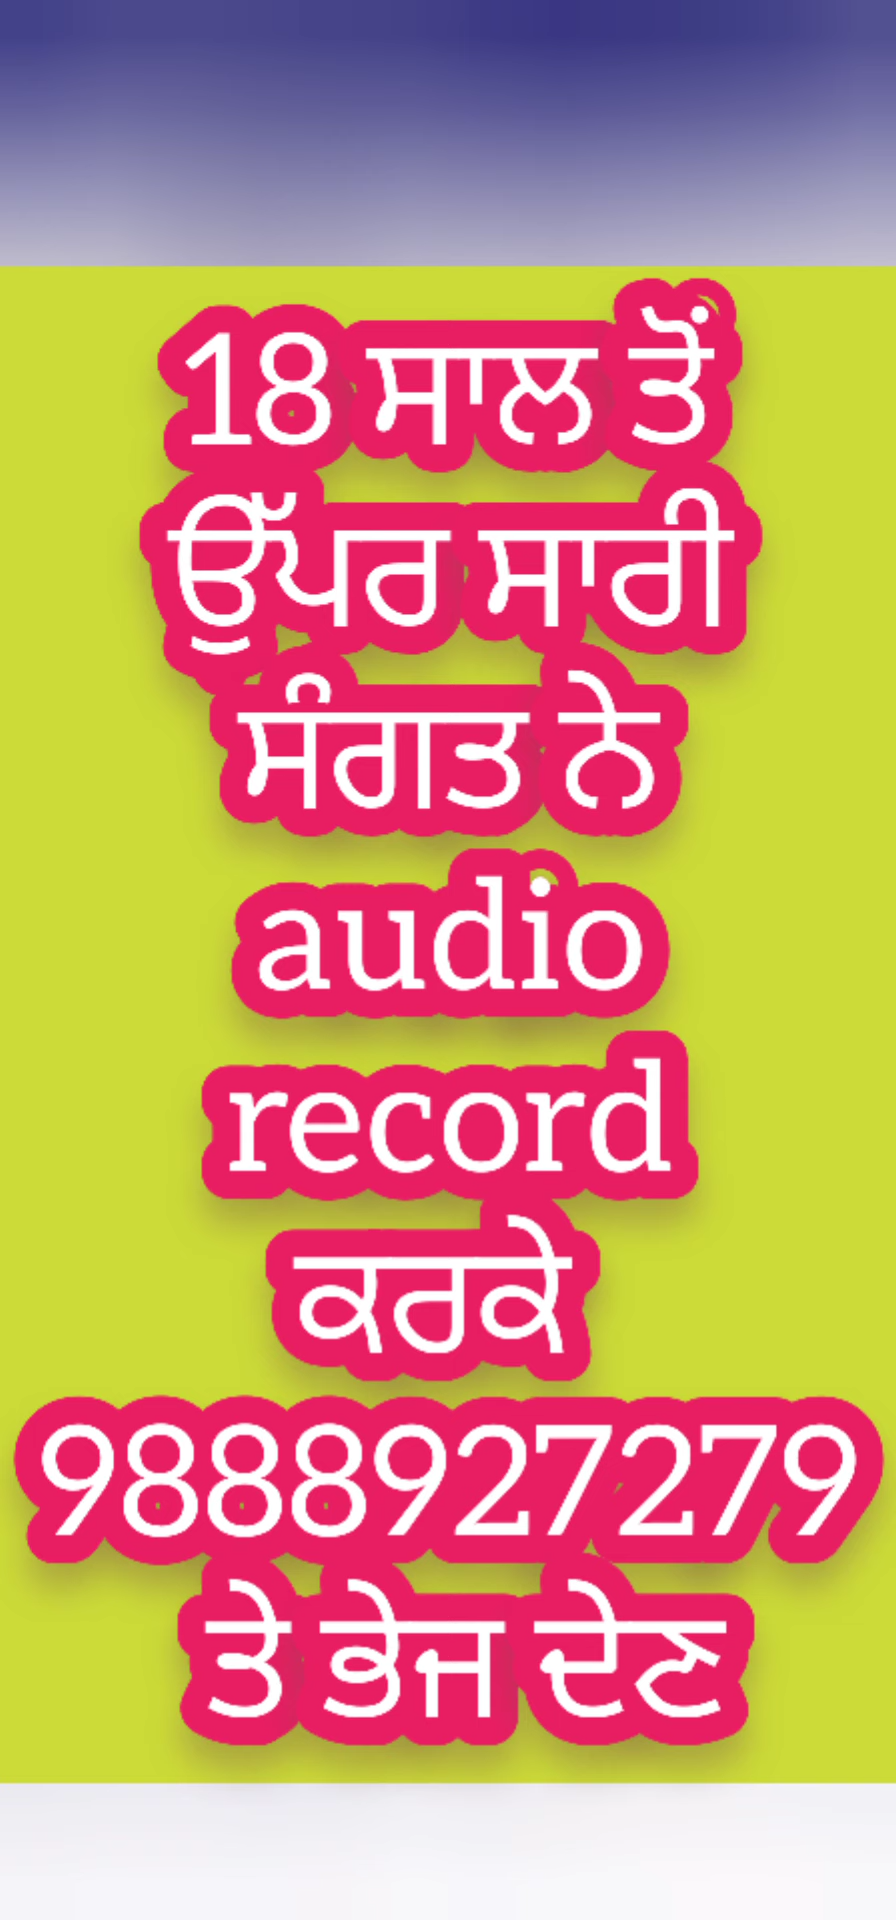 18 ਸਾਲ ਤੋਂ
ਉੱਪਰ ਸਾਰੀ
ਸੰਗਤ ਨੇ
audio
record
ਕਰਕੇ
9888927279
ਤੇ ਭੇਜ ਦੇਣ